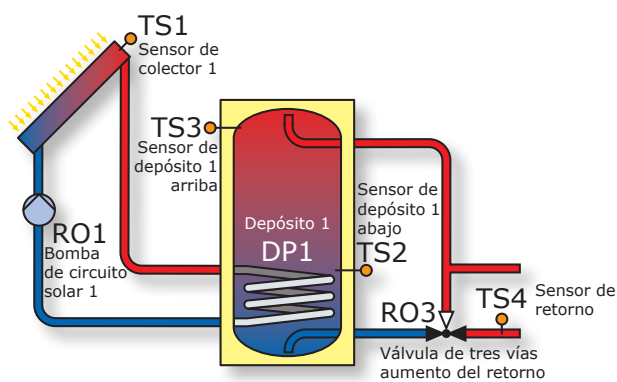 TS1
Sensor de
colector 1
TS3
Sensor de
depósito 1
arriba
Sensor de
depósito 1
abajo
TS2
Depósito 1
DP1
RO1
Bomba
de circuito
solar 1
RO3
TS4
Sensor de
retorno
Válvula de tres vías
aumento del retorno